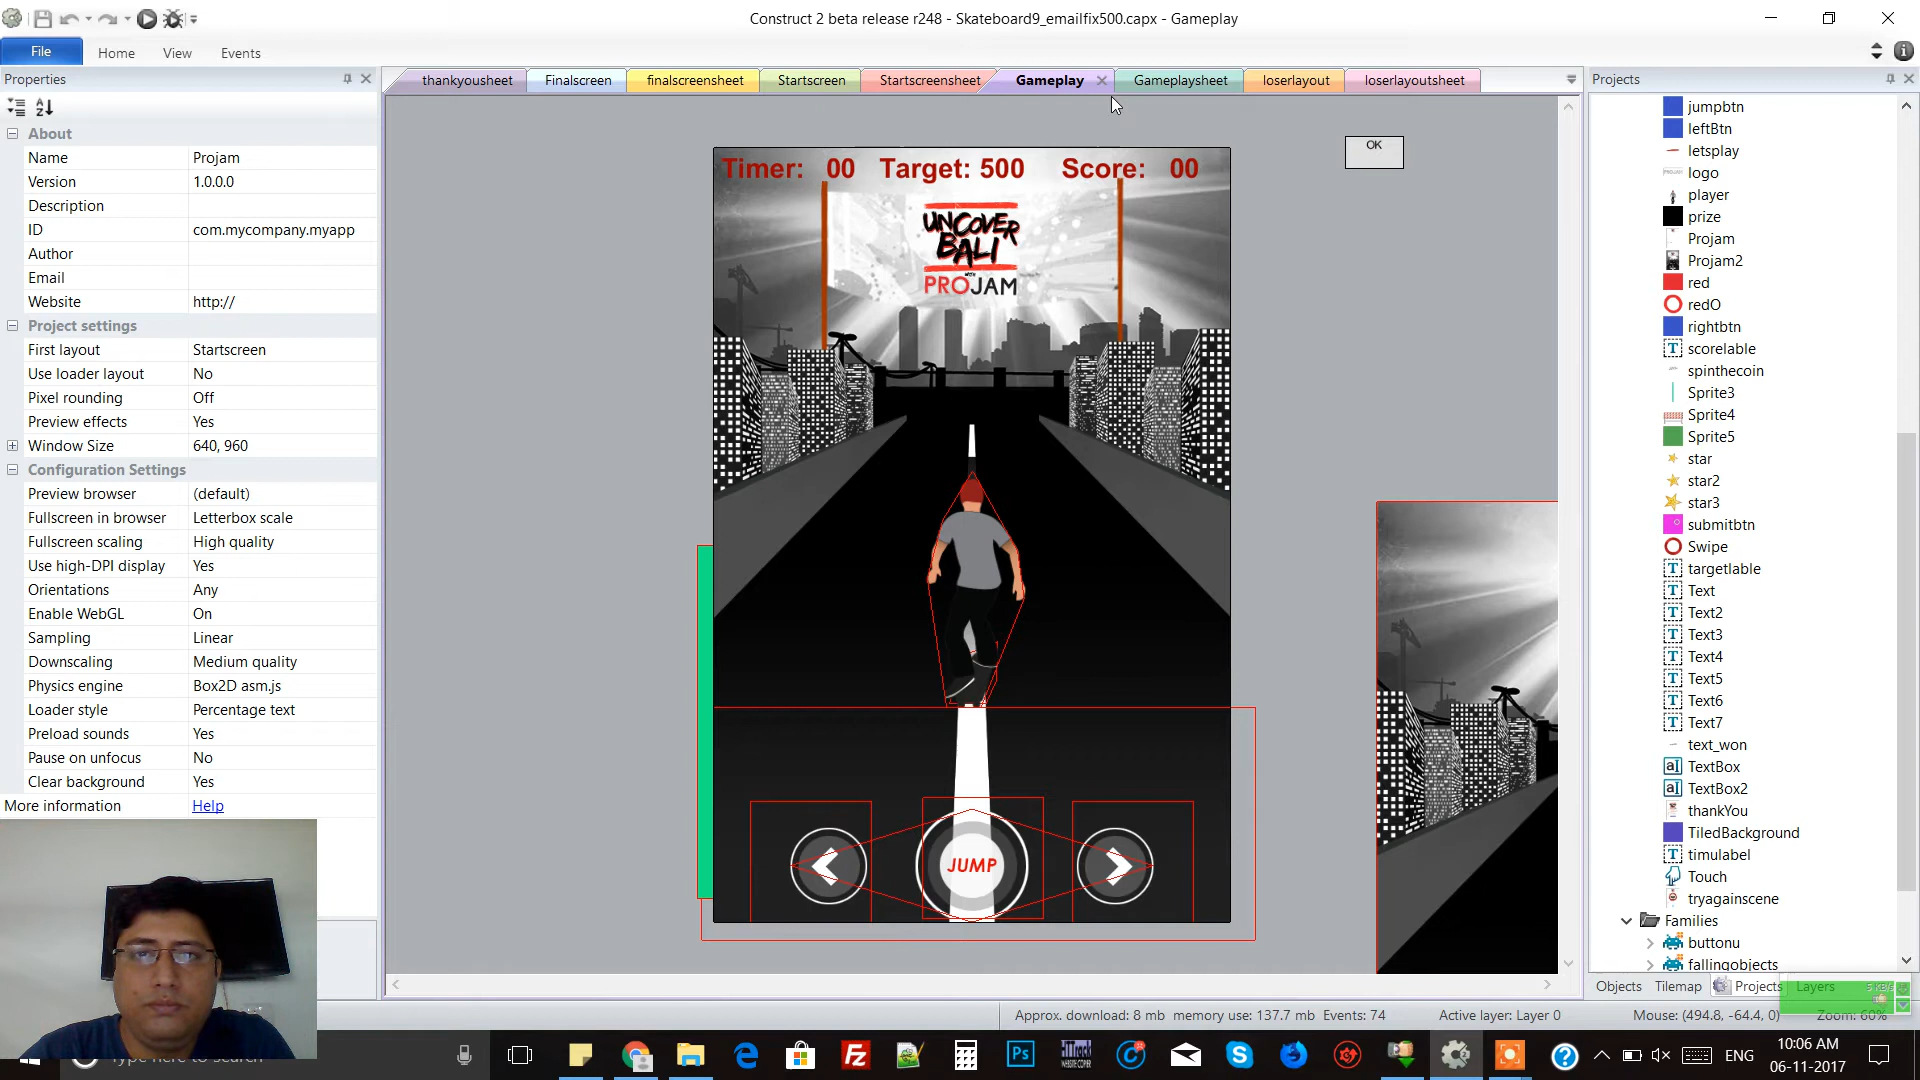 Construct 2 beta release r248 - Skateboard9_emailfix500.capx - Gameplay
File
Home
View
Events
Properties
About
Name Projam
Version 1.0.0.0
Description
ID com.mycompany.myapp
Author
Email
Website http://
Project settings
First layout Startscreen
Use loader layout No
Pixel rounding Off
Preview effects Yes
Window Size 640, 960
Configuration Settings
Preview browser (default)
Fullscreen in browser Letterbox scale
Fullscreen scaling High quality
Use high-DPI display Yes
Orientations Any
Enable WebGL On
Sampling Linear
Downscaling Medium quality
Physics engine Box2D asm.js
Loader style Percentage text
Preload sounds Yes
Pause on unfocus No
Clear background Yes
More information Help
thankyousheet
Finalscreen
finalscreensheet
Startscreen
Startscreensheet
Gameplay
Gameplaysheet
loserlayout
loserlayoutsheet
Timer: 00 Target: 500 Score: 00
UNCOVER
BALI
WITH
PROJAM
JUMP
OK
Projects
jumpbtn
leftBtn
letsplay
logo
player
prize
Projam
Projam2
red
redO
rightbtn
scorelable
spinthecoin
Sprite3
Sprite4
Sprite5
star
star2
star3
submitbtn
Swipe
targetlable
Text
Text2
Text3
Text4
Text5
Text6
Text7
text_won
TextBox
TextBox2
thankYou
TiledBackground
timulabel
Touch
tryagainscene
Families
buttonu
fallingobjects
Objects
Tilemap
Projects
Layers
5 KB/s
Approx. download: 8 mb memory use: 137.7 mb Events: 74
Active layer: Layer 0
Mouse: (494.8, -64.4, 0)
Zoom: 60%
Type here to search
ENG
10:06 AM
06-11-2017